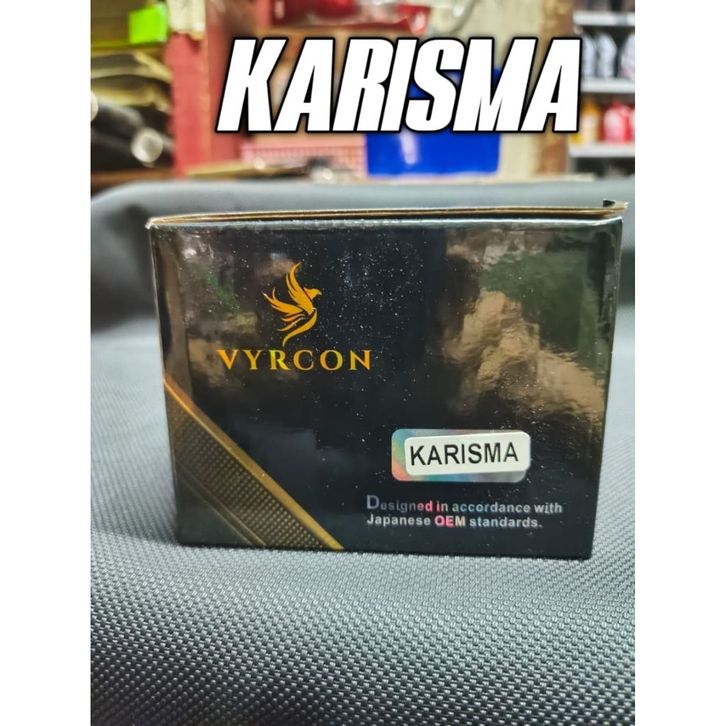 KARISMA
VYRCON
KARISMA
Designed in accordance with
Japanese OEM standards.